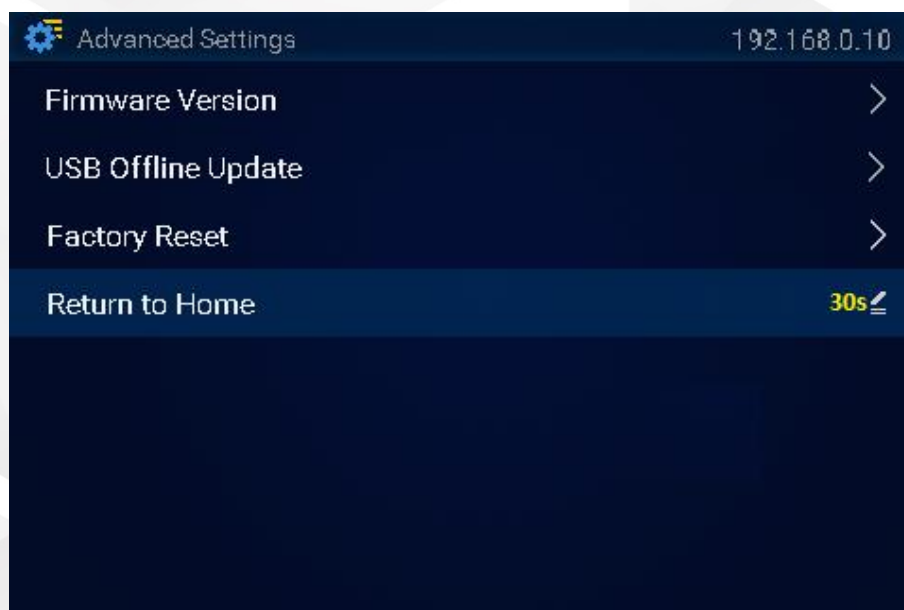 Advanced Settings 192.168.0.10
Firmware Version
USB Offline Update
Factory Reset
Return to Home 30s